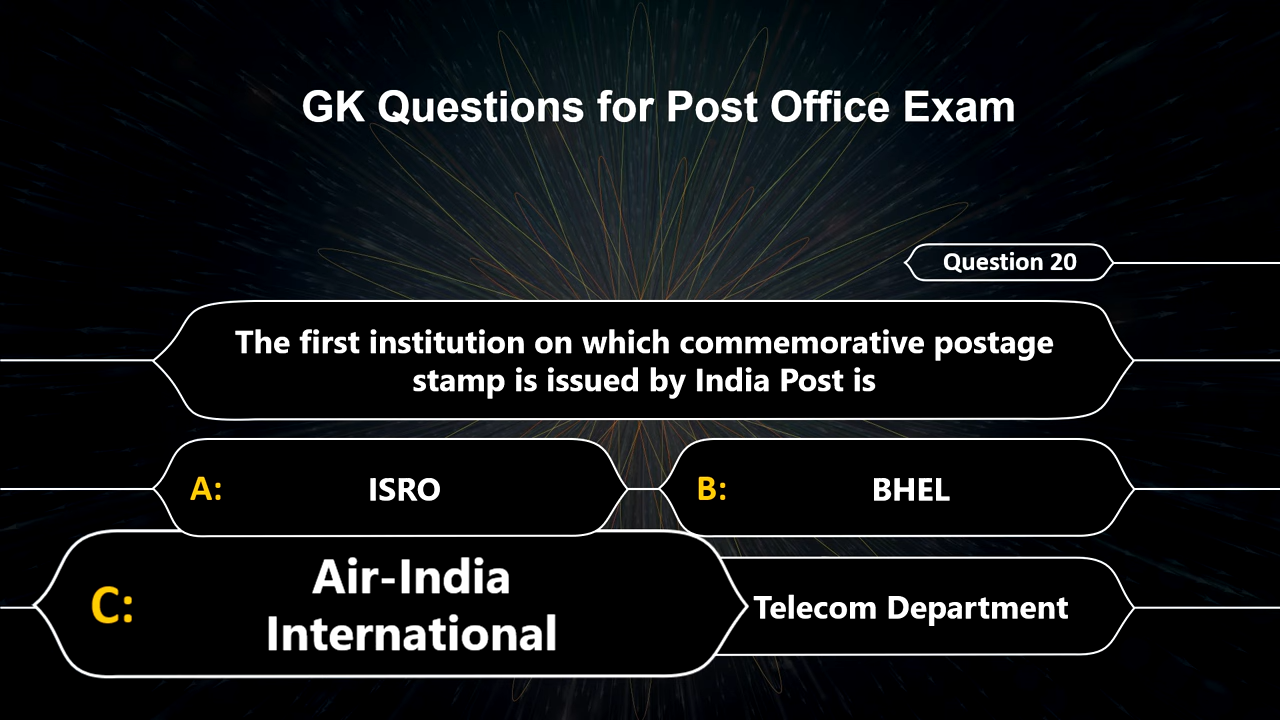 GK Questions for Post Office Exam
Question 20
The first institution on which commemorative postage
stamp is issued by India Post is
A: ISRO
B: BHEL
C: Air-India
International
Telecom Department